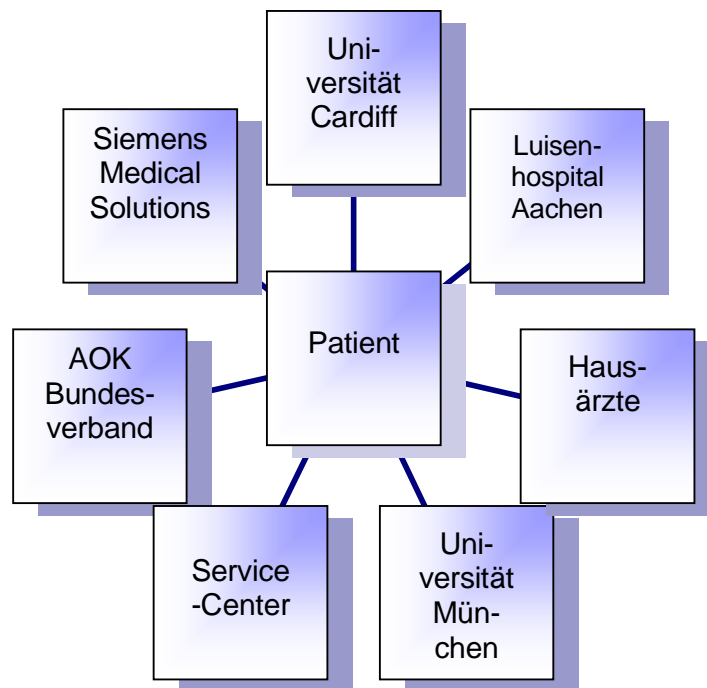 Uni-
versität
Cardiff
Siemens
Medical
Solutions
Luisen-
hospital
Aachen
Patient
AOK
Bundes-
verband
Haus-
ärzte
Service
-Center
Uni-
versität
Mün-
chen